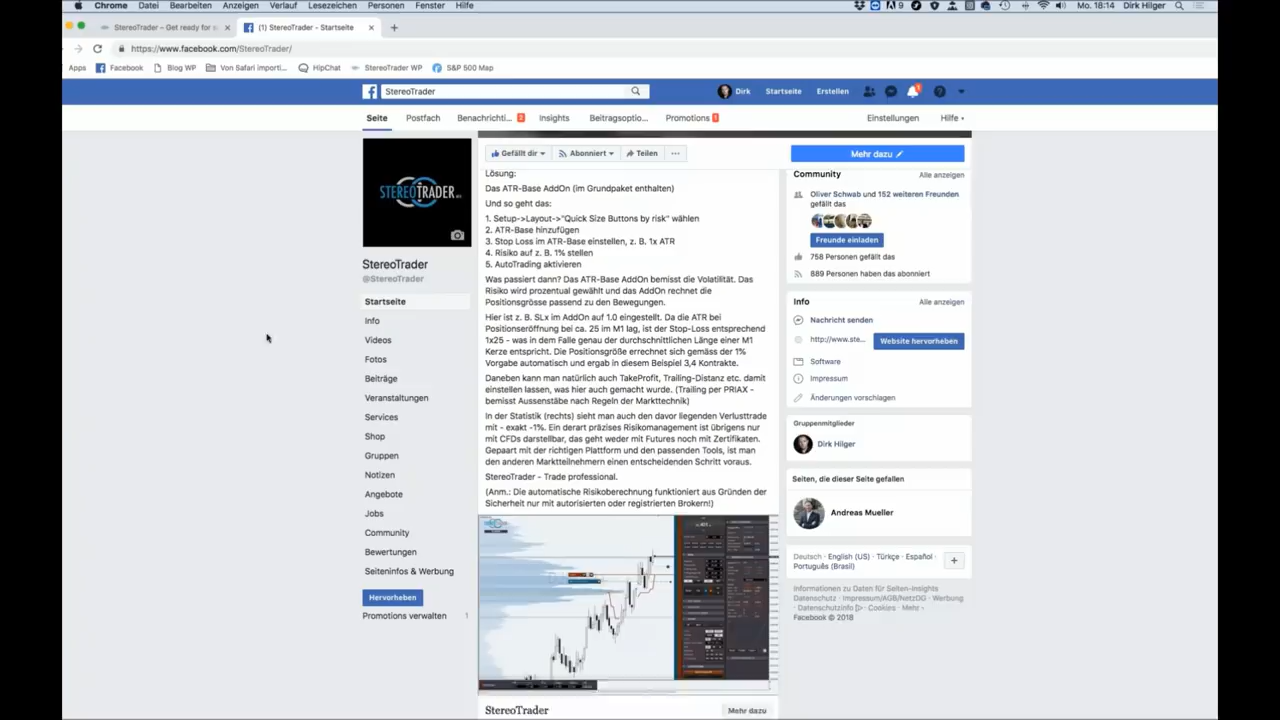 Chrome Datei Bearbeiten Anzeigen Verlauf Lesezeichen Personen Fenster Hilfe
9 Mo. 18:14 Dirk Hilger
StereoTrader – Get ready for s
(1) StereoTrader - Startseite
https://www.facebook.com/StereoTrader/
Apps Facebook Blog WP Von Safari importi... HipChat StereoTrader WP S&P 500 Map
StereoTrader
Dirk Startseite Erstellen
Seite Postfach Benachrichti... 2 Insights Beitragsoptio... Promotions 1 Einstellungen Hilfe
STEREOTRADER
StereoTrader
@StereoTrader
Startseite
Info
Videos
Fotos
Beiträge
Veranstaltungen
Services
Shop
Gruppen
Notizen
Angebote
Jobs
Community
Bewertungen
Seiteninfos & Werbung
Hervorheben
Promotions verwalten 1
Gefällt dir Abonniert Teilen ...
Mehr dazu
Lösung:
Das ATR-Base AddOn (im Grundpaket enthalten)
Und so geht das:
1. Setup->Layout->"Quick Size Buttons by risk" wählen
2. ATR-Base hinzufügen
3. Stop Loss im ATR-Base einstellen, z. B. 1x ATR
4. Risiko auf z. B. 1% stellen
5. AutoTrading aktivieren
Was passiert dann? Das ATR-Base AddOn bemisst die Volatilität. Das
Risiko wird prozentual gewählt und das AddOn rechnet die
Positionsgrösse passend zu den Bewegungen.
Hier ist z. B. SLx im AddOn auf 1.0 eingestellt. Da die ATR bei
Positionseröffnung bei ca. 25 im M1 lag, ist der Stop-Loss entsprechend
1x25 - was in dem Falle genau der durchschnittlichen Länge einer M1
Kerze entspricht. Die Positionsgröße errechnet sich gemäss der 1%
Vorgabe automatisch und ergab in diesem Beispiel 3,4 Kontrakte.
Daneben kann man natürlich auch TakeProfit, Trailing-Distanz etc. damit
einstellen lassen, was hier auch gemacht wurde. (Trailing per PRIAX -
bemisst Aussenstäbe nach Regeln der Markttechnik)
In der Statistik (rechts) sieht man auch den davor liegenden Verlusttrade
mit - exakt -1%. Ein derart präzises Risikomanagement ist übrigens nur
mit CFDs darstellbar, das geht weder mit Futures noch mit Zertifikaten.
Gepaart mit der richtigen Plattform und den passenden Tools, ist man
den anderen Marktteilnehmern einen entscheidenden Schritt voraus.
StereoTrader - Trade professional.
(Anm.: Die automatische Risikoberechnung funktioniert aus Gründen der
Sicherheit nur mit autorisierten oder registrierten Brokern!)
StereoTrader
Mehr dazu
Community Alle anzeigen
Oliver Schwab und 152 weiteren Freunden
gefällt das
Freunde einladen
758 Personen gefällt das
889 Personen haben das abonniert
Info Alle anzeigen
Nachricht senden
http://www.ste... Website hervorheben
Software
Impressum
Änderungen vorschlagen
Gruppenmitglieder
Dirk Hilger
Seiten, die dieser Seite gefallen
Andreas Mueller
Deutsch · English (US) · Türkçe · Español ·
Português (Brasil)
Informationen zu Daten für Seiten-Insights
Datenschutz · Impressum/AGB/NetzDG · Werbung
· Datenschutzinfo · Cookies · Mehr
Facebook © 2018